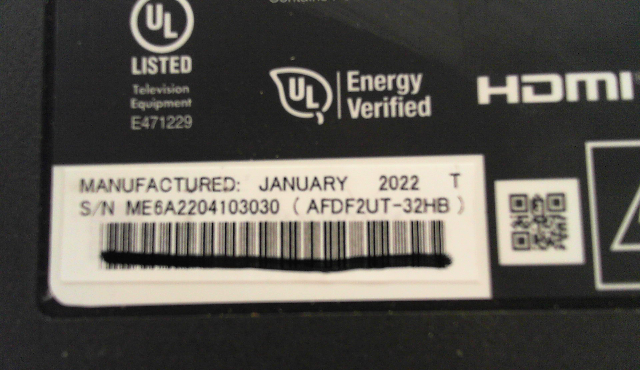 UL
LISTED
Television
Equipment
E471229
UL Energy
Verified
HDMI
MANUFACTURED: JANUARY 2022 T
S/N ME6A2204103030 ( AFDF2UT-32HB )